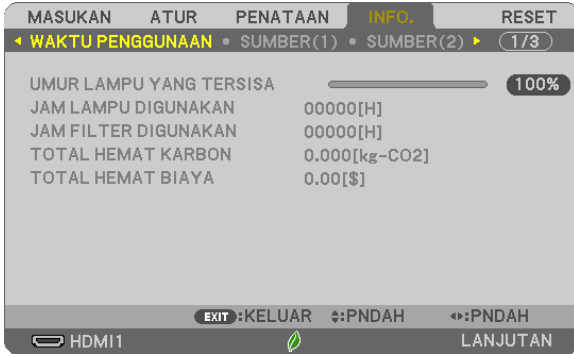 MASUKAN ATUR PENATAAN INFO. RESET
WAKTU PENGGUNAAN • SUMBER(1) • SUMBER(2) 1/3
UMUR LAMPU YANG TERSISA 100%
JAM LAMPU DIGUNAKAN 00000[H]
JAM FILTER DIGUNAKAN 00000[H]
TOTAL HEMAT KARBON 0.000[kg-CO2]
TOTAL HEMAT BIAYA 0.00[$]
EXIT :KELUAR :PNDAH :PNDAH
HDMI1 LANJUTAN